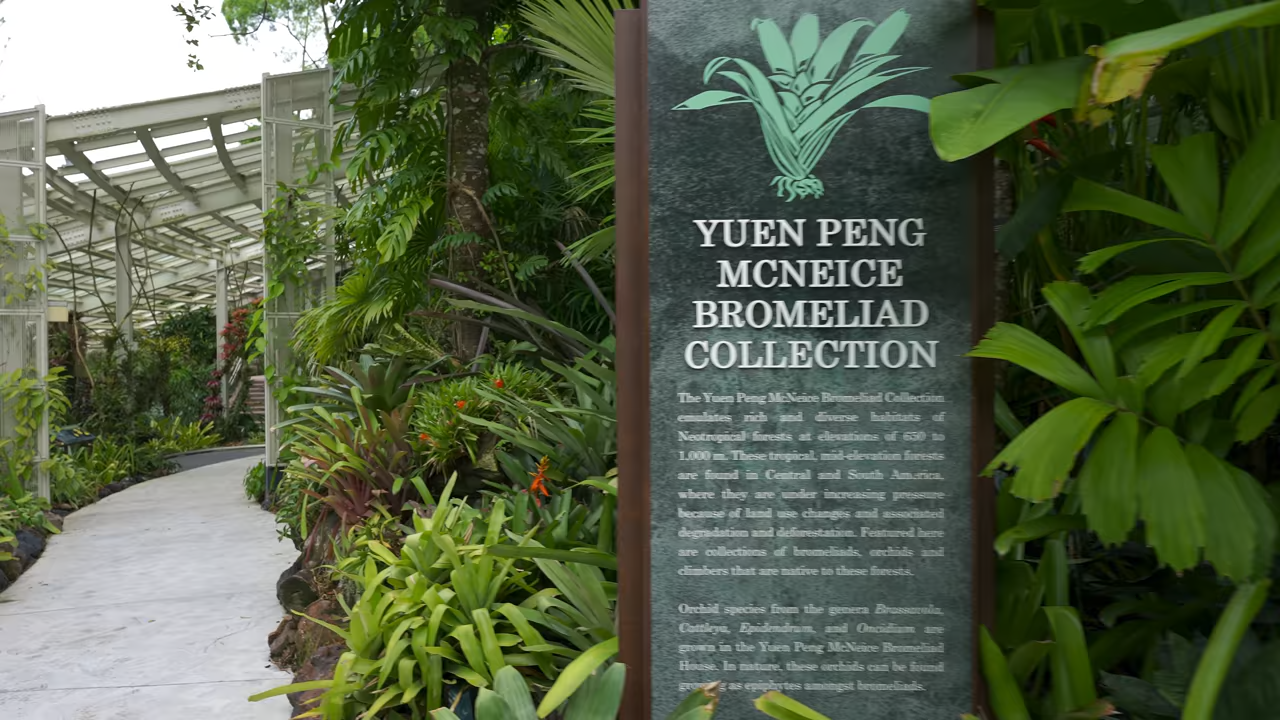 YUEN PENG
MCNEICE
BROMELIAD
COLLECTION
The Yuen Peng McNeice Bromeliad Collection
emulates rich and diverse habitats of
Neotropical forests at elevations of 650 to
1,000 m. These tropical, mid-elevation forests
are found in Central and South America,
where they are under increasing pressure
because of land use changes and associated
degradation and deforestation. Featured here
are collections of bromeliads, orchids and
climbers that are native to these forests.
Orchid species from the genera Brassavola,
Cattleya, Epidendrum, and Oncidium are
grown in the Yuen Peng McNeice Bromeliad
House. In nature, these orchids can be found
growing as epiphytes amongst bromeliads.